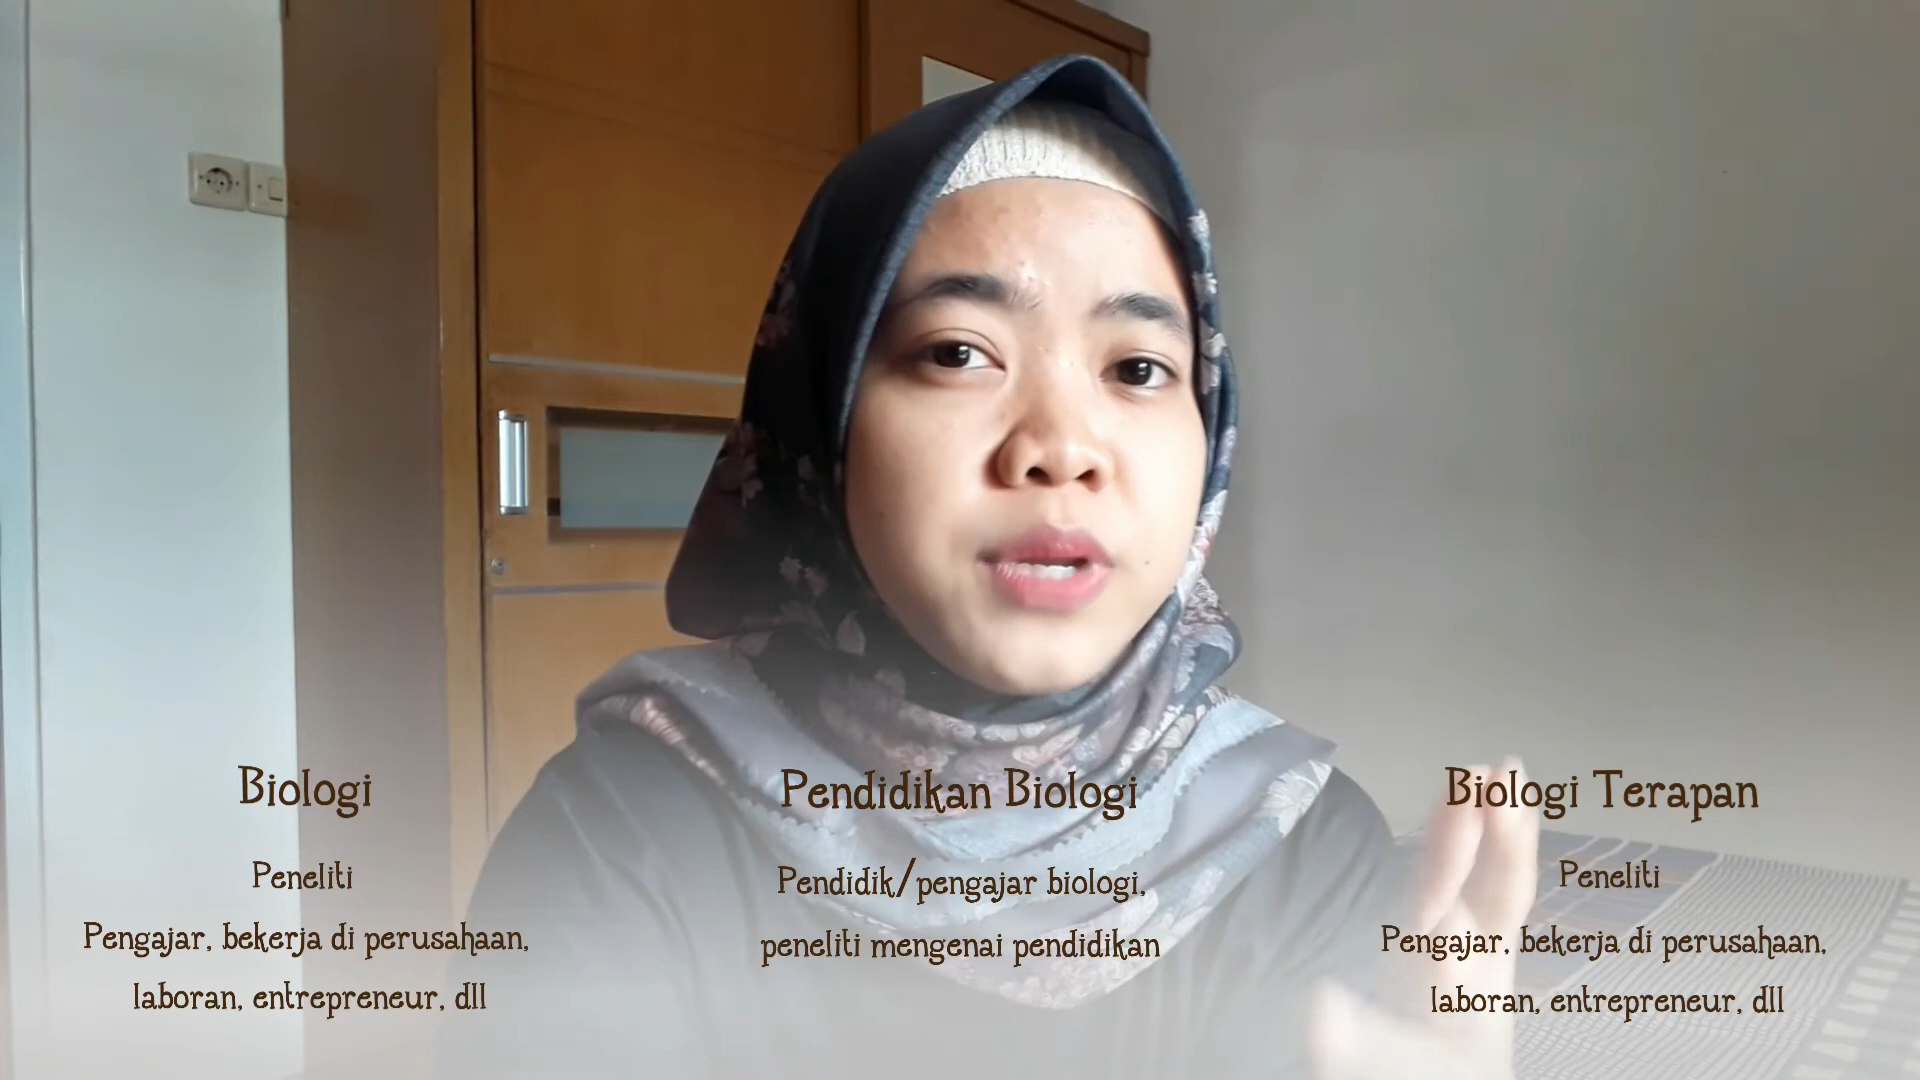 Biologi
Peneliti
Pengajar, bekerja di perusahaan,
laboran, entrepreneur, dll
Pendidikan Biologi
Pendidik/pengajar biologi,
peneliti mengenai pendidikan
Biologi Terapan
Peneliti
Pengajar, bekerja di perusahaan,
laboran, entrepreneur, dll